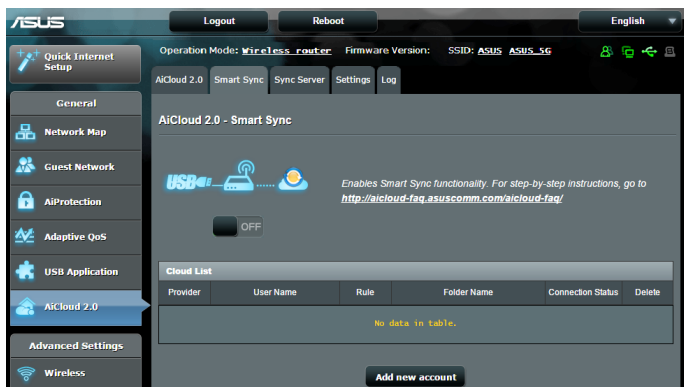 ASUS
Logout
Reboot
English
Quick Internet
Setup
General
Network Map
Guest Network
AiProtection
Adaptive QoS
USB Application
AiCloud 2.0
Advanced Settings
Wireless
Operation Mode: Wireless router Firmware Version: SSID: ASUS ASUS_5G
AiCloud 2.0
Smart Sync
Sync Server
Settings
Log
AiCloud 2.0 - Smart Sync
USB
Enables Smart Sync functionality. For step-by-step instructions, go to
http://aicloud-faq.asuscomm.com/aicloud-faq/
OFF
Cloud List
Provider User Name Rule Folder Name Connection Status Delete
No data in table.
Add new account